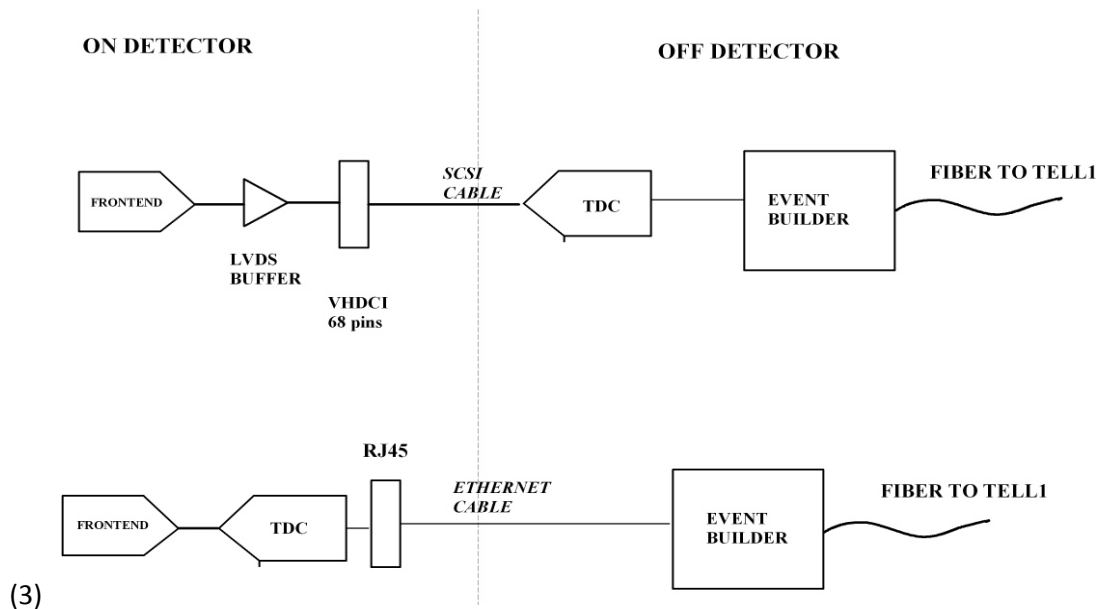 ON DETECTOR
OFF DETECTOR
FRONTEND
LVDS
BUFFER
VHDCI
68 pins
SCSI
CABLE
TDC
EVENT
BUILDER
FIBER TO TELL1
FRONTEND
TDC
RJ45
ETHERNET
CABLE
EVENT
BUILDER
FIBER TO TELL1
(3)